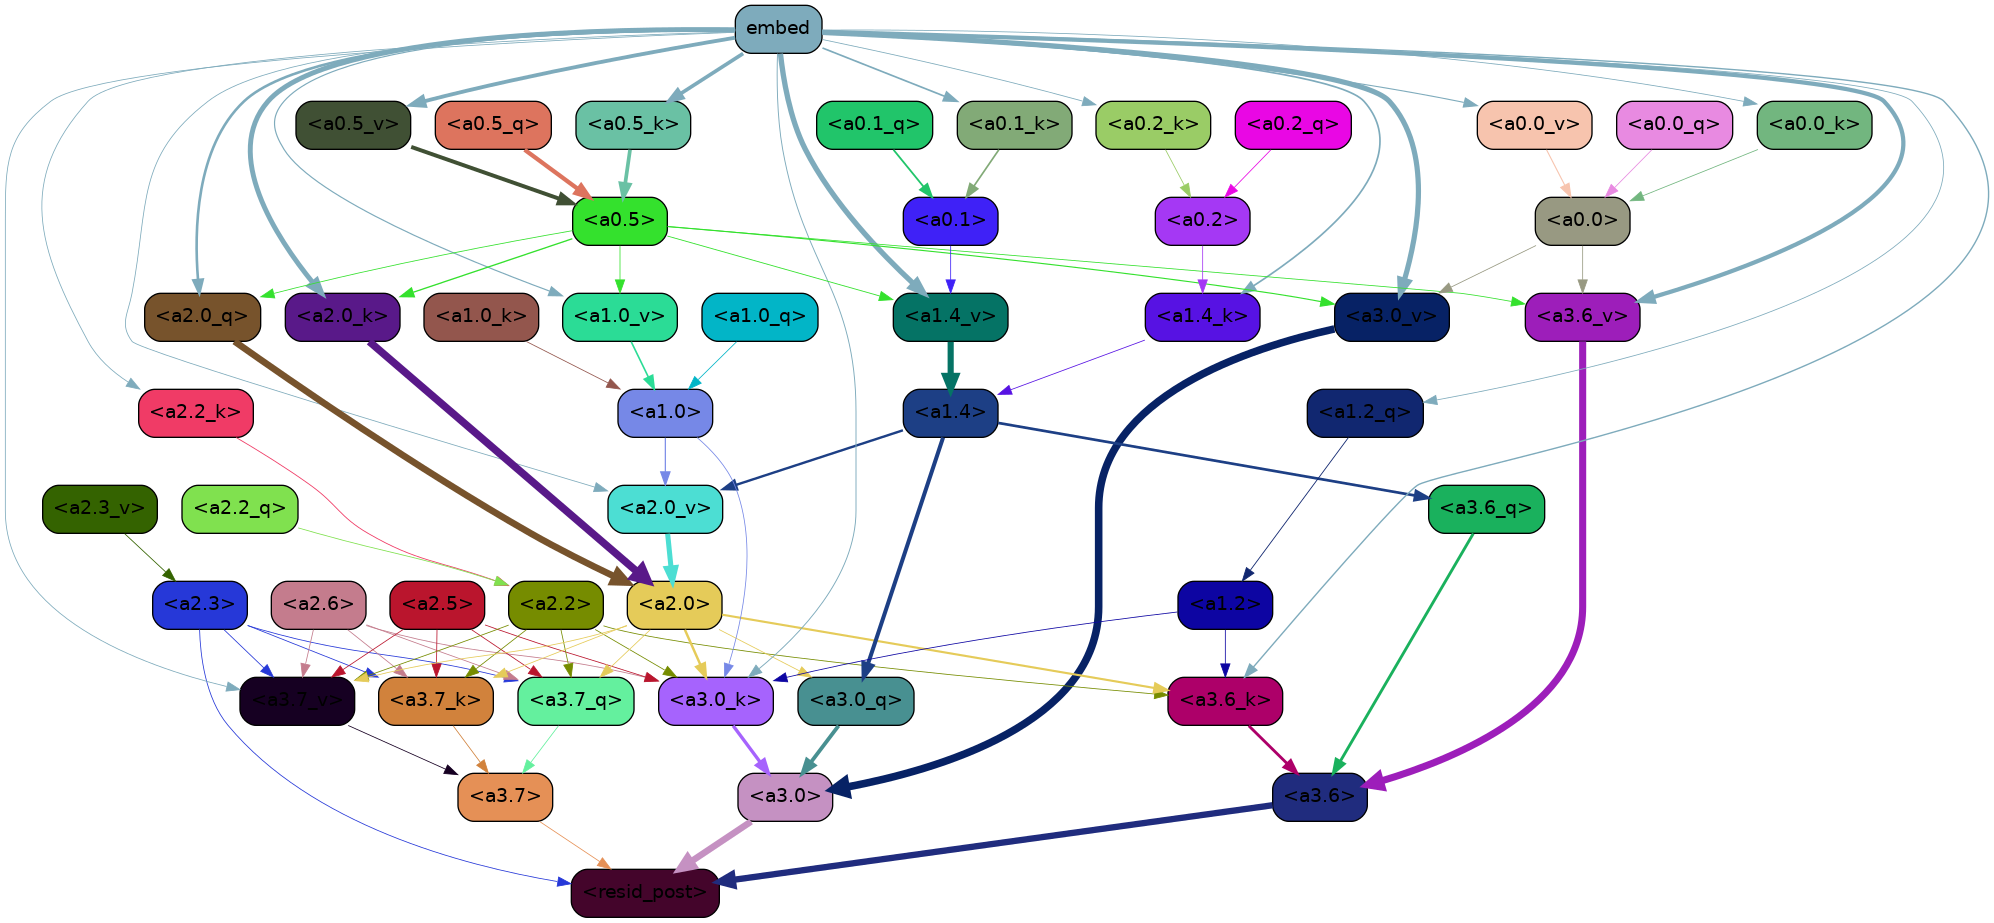 embed
<a0.5_v>
<a0.5_q>
<a0.5_k>
<a0.1_q>
<a0.1_k>
<a0.2_k>
<a0.2_q>
<a0.0_v>
<a0.0_q>
<a0.0_k>
<a0.5>
<a0.1>
<a0.2>
<a0.0>
<a2.0_q>
<a2.0_k>
<a1.0_k>
<a1.0_v>
<a1.0_q>
<a1.4_v>
<a1.4_k>
<a3.0_v>
<a3.6_v>
<a2.2_k>
<a1.0>
<a1.4>
<a1.2_q>
<a2.3_v>
<a2.2_q>
<a2.0_v>
<a3.6_q>
<a2.3>
<a2.6>
<a2.5>
<a2.2>
<a2.0>
<a1.2>
<a3.7_v>
<a3.7_k>
<a3.7_q>
<a3.0_k>
<a3.0_q>
<a3.6_k>
<a3.7>
<a3.0>
<a3.6>
<resid_post>